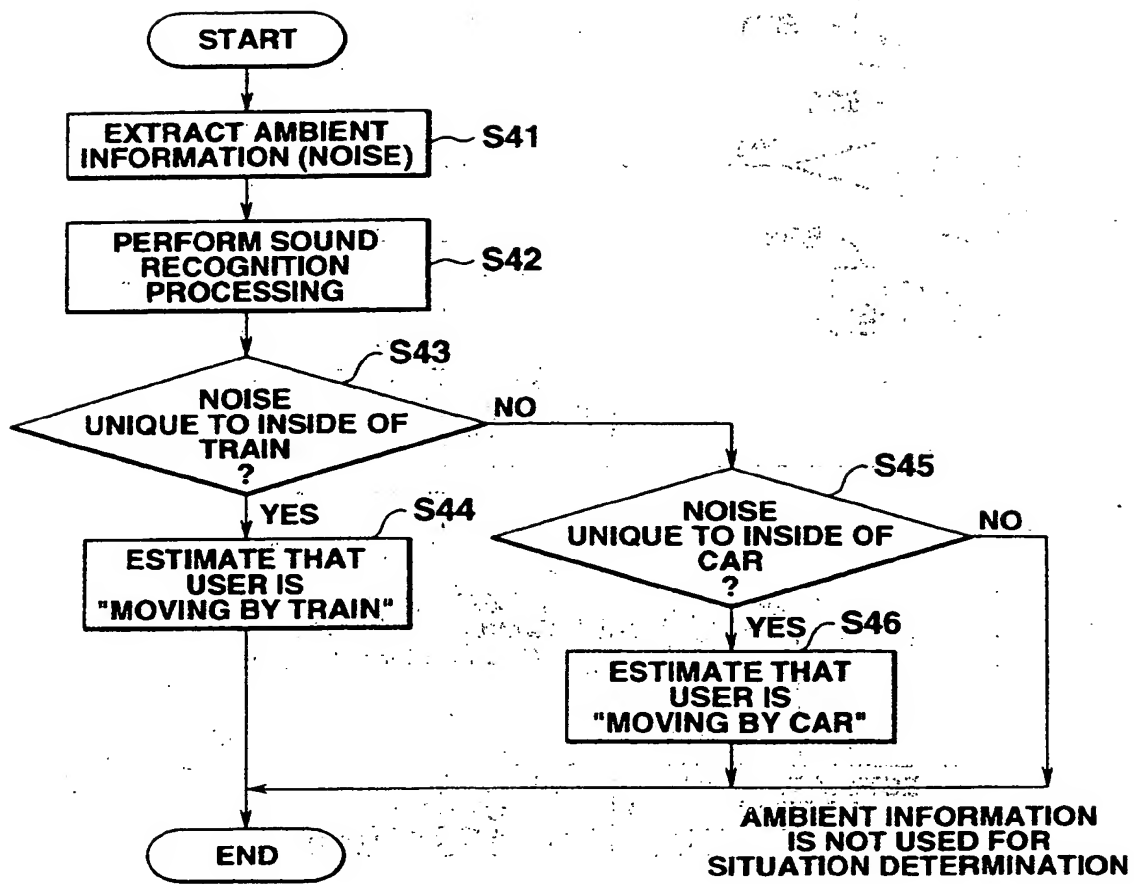 START
EXTRACT AMBIENT
INFORMATION (NOISE)
S41
PERFORM SOUND
RECOGNITION
PROCESSING
S42
S43
NOISE
UNIQUE TO INSIDE OF
TRAIN
?
NO
YES
S44
ESTIMATE THAT
USER IS
"MOVING BY TRAIN"
S45
NOISE
UNIQUE TO INSIDE OF
CAR
?
NO
YES
S46
ESTIMATE THAT
USER IS
"MOVING BY CAR"
AMBIENT INFORMATION
IS NOT USED FOR
SITUATION DETERMINATION
END